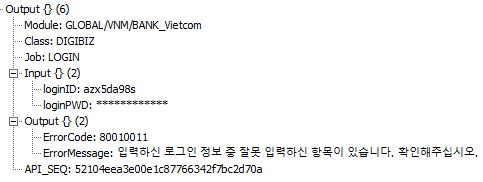 Output {} (6)
Module: GLOBAL/VNM/BANK_Vietcom
Class: DIGIBIZ
Job: LOGIN
Input {} (2)
loginID: azx5da98s
loginPWD: ************
Output {} (2)
ErrorCode: 80010011
ErrorMessage: 입력하신 로그인 정보 중 잘못 입력하신 항목이 있습니다. 확인해주십시오.
API_SEQ: 52104eea3e00e1c87766342f7bc2d70a